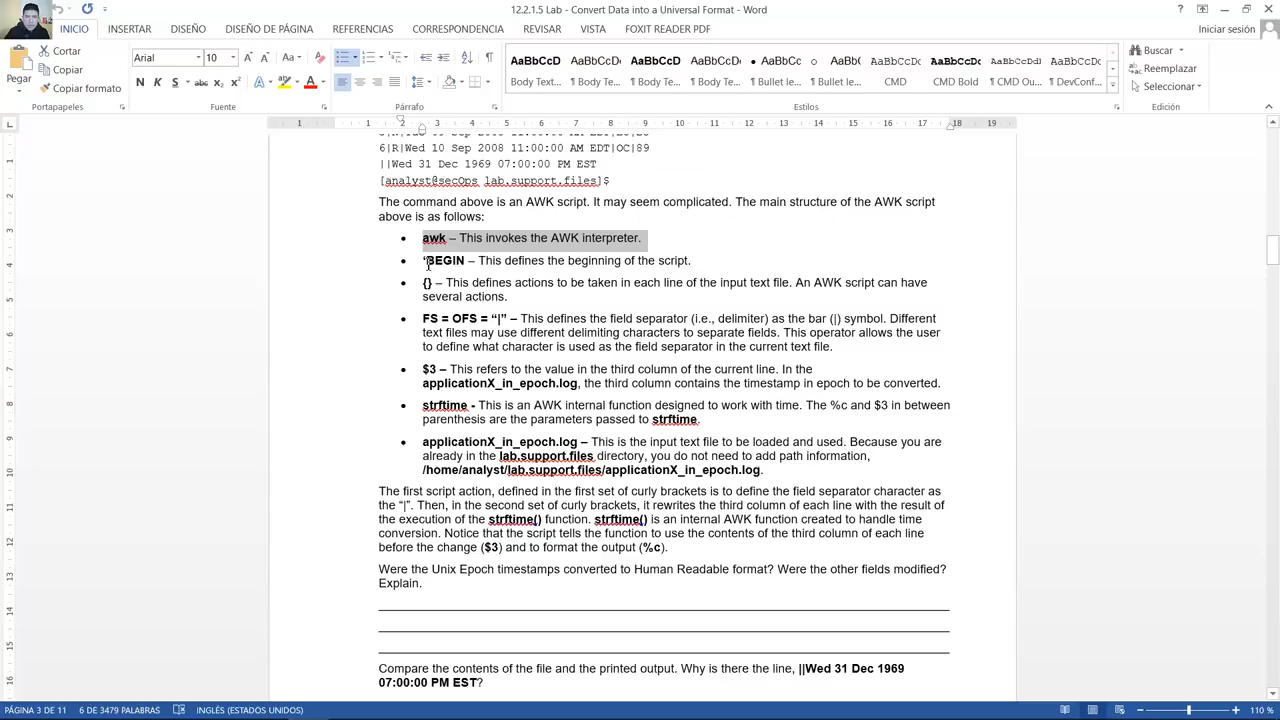 12.2.1.5 Lab - Convert Data into a Universal Format - Word
INICIO INSERTAR DISEÑO DISEÑO DE PÁGINA REFERENCIAS CORRESPONDENCIA REVISAR VISTA FOXIT READER PDF Iniciar sesión
Pegar
Cortar
Copiar
Copiar formato
Arial 10
Portapapeles Fuente Párrafo Estilos Edición
AaBbCcD AaBbCcD AaBbCcD AaBbCcD AaBbC AaBb( AaBbCcD AaBbCcD AaBbCcD AaBbCcD
Body Text... ¶ Body Te... ¶ Body Te... ¶ Body Te... ¶ Bullet le... ¶ Bullet le... CMD CMD Bold ¶ CMD Ou... ¶ DevConf...
Buscar
Reemplazar
Seleccionar
6|R|Wed 10 Sep 2008 11:00:00 AM EDT|OC|89
||Wed 31 Dec 1969 07:00:00 PM EST
[analyst@secOps lab.support.files]$
The command above is an AWK script. It may seem complicated. The main structure of the AWK script
above is as follows:
• awk – This invokes the AWK interpreter.
• ‘BEGIN – This defines the beginning of the script.
• {} – This defines actions to be taken in each line of the input text file. An AWK script can have
several actions.
• FS = OFS = “|” – This defines the field separator (i.e., delimiter) as the bar (|) symbol. Different
text files may use different delimiting characters to separate fields. This operator allows the user
to define what character is used as the field separator in the current text file.
• $3 – This refers to the value in the third column of the current line. In the
applicationX_in_epoch.log, the third column contains the timestamp in epoch to be converted.
• strftime - This is an AWK internal function designed to work with time. The %c and $3 in between
parenthesis are the parameters passed to strftime.
• applicationX_in_epoch.log – This is the input text file to be loaded and used. Because you are
already in the lab.support.files directory, you do not need to add path information,
/home/analyst/lab.support.files/applicationX_in_epoch.log.
The first script action, defined in the first set of curly brackets is to define the field separator character as
the “|”. Then, in the second set of curly brackets, it rewrites the third column of each line with the result of
the execution of the strftime() function. strftime() is an internal AWK function created to handle time
conversion. Notice that the script tells the function to use the contents of the third column of each line
before the change ($3) and to format the output (%c).
Were the Unix Epoch timestamps converted to Human Readable format? Were the other fields modified?
Explain.
Compare the contents of the file and the printed output. Why is there the line, ||Wed 31 Dec 1969
07:00:00 PM EST?
PÁGINA 3 DE 11 6 DE 3479 PALABRAS INGLÉS (ESTADOS UNIDOS) 110 %